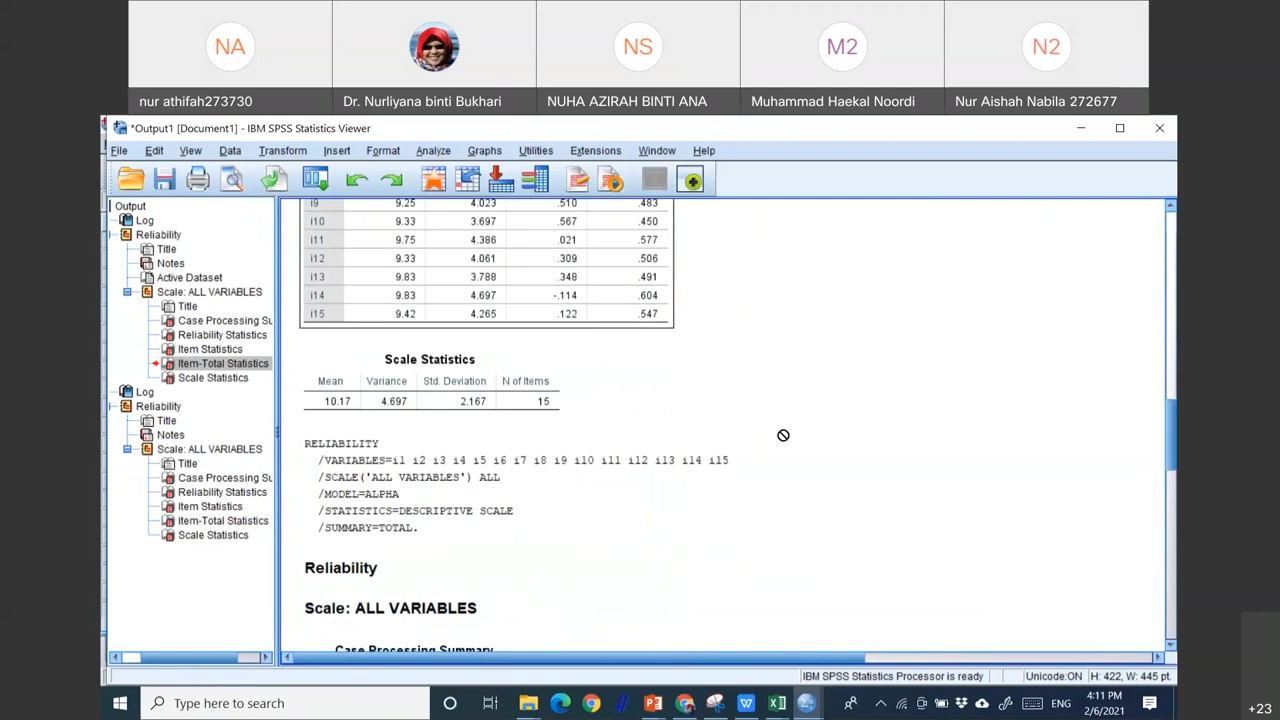 NA
NS
M2
N2
nur athifah273730
Dr. Nurliyana binti Bukhari
NUHA AZIRAH BINTI ANA
Muhammad Haekal Noordi
Nur Aishah Nabila 272677
*Output1 [Document1] - IBM SPSS Statistics Viewer
File Edit View Data Transform Insert Format Analyze Graphs Utilities Extensions Window Help
Output
Log
Reliability
Title
Notes
Active Dataset
Scale: ALL VARIABLES
Title
Case Processing Su
Reliability Statistics
Item Statistics
Item-Total Statistics
Scale Statistics
Log
Reliability
Title
Notes
Scale: ALL VARIABLES
Title
Case Processing Su
Reliability Statistics
Item Statistics
Item-Total Statistics
Scale Statistics
i9 9.25 4.023 .510 .483
i10 9.33 3.697 .567 .450
i11 9.75 4.386 .021 .577
i12 9.33 4.061 .309 .506
i13 9.83 3.788 .348 .491
i14 9.83 4.697 -.114 .604
i15 9.42 4.265 .122 .547
Scale Statistics
Mean Variance Std. Deviation N of Items
10.17 4.697 2.167 15
RELIABILITY
/VARIABLES=i1 i2 i3 i4 i5 i6 i7 i8 i9 i10 i11 i12 i13 i14 i15
/SCALE('ALL VARIABLES') ALL
/MODEL=ALPHA
/STATISTICS=DESCRIPTIVE SCALE
/SUMMARY=TOTAL.
Reliability
Scale: ALL VARIABLES
Case Processing Summary
IBM SPSS Statistics Processor is ready Unicode:ON H: 422, W: 445 pt.
Type here to search
ENG
4:11 PM
2/6/2021
+23